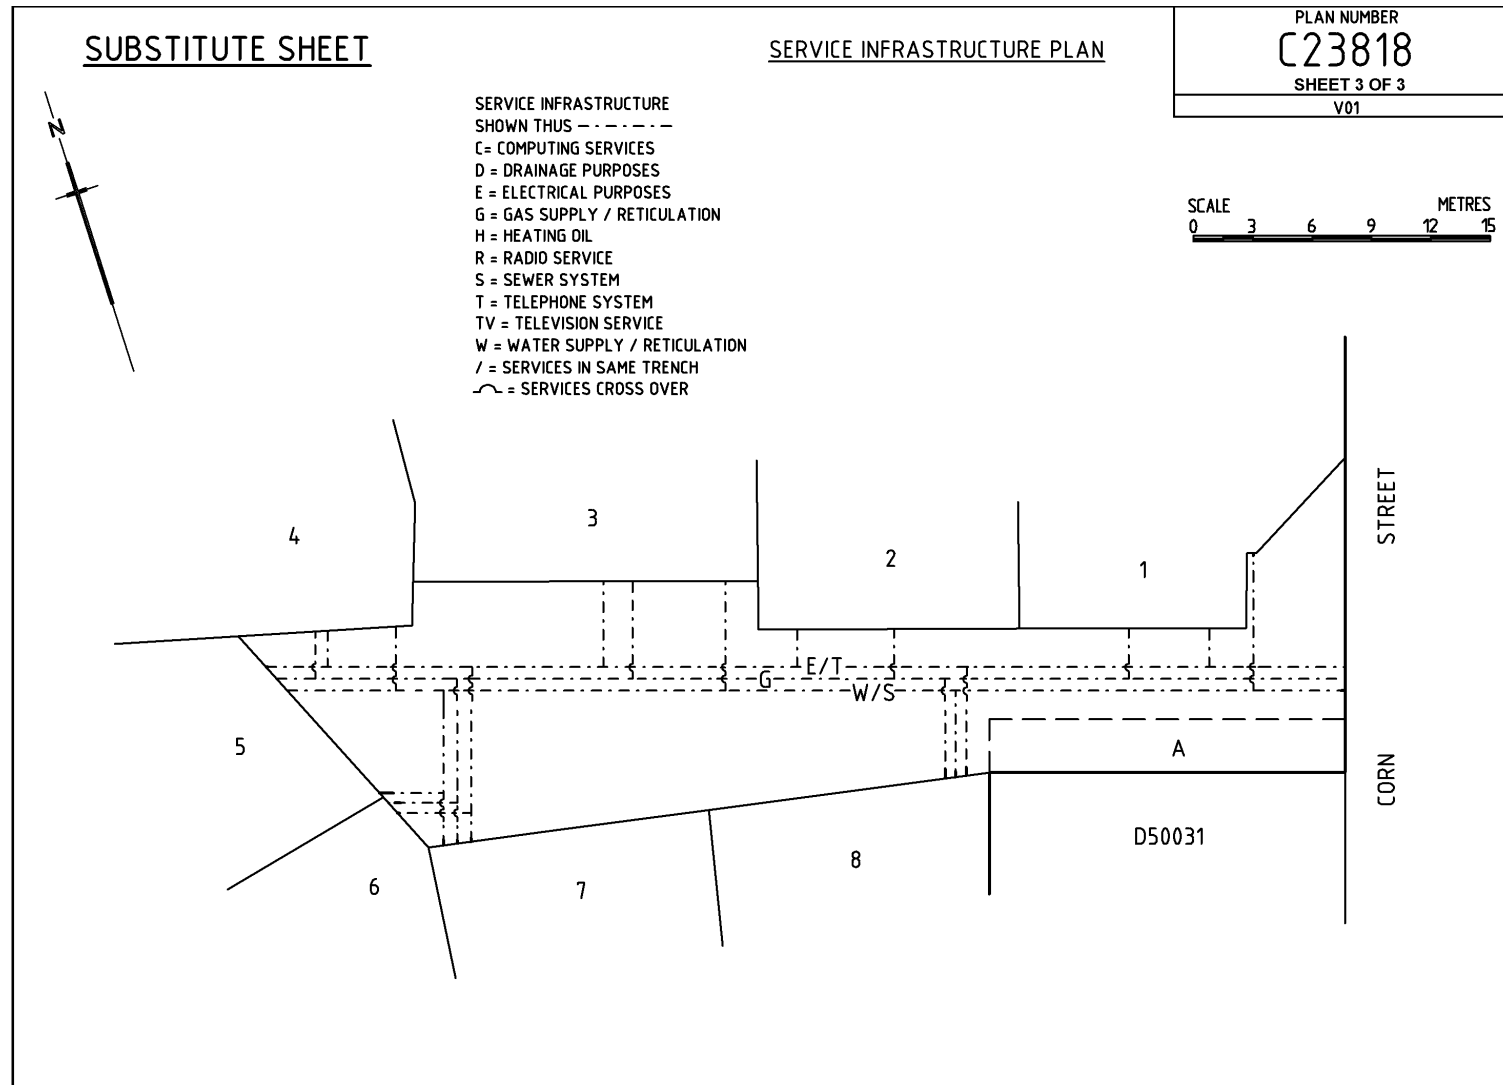 SUBSTITUTE SHEET
SERVICE INFRASTRUCTURE PLAN
PLAN NUMBER
C23818
SHEET 3 OF 3
V01
N
SERVICE INFRASTRUCTURE
SHOWN THUS
C= COMPUTING SERVICES
D = DRAINAGE PURPOSES
E = ELECTRICAL PURPOSES
G = GAS SUPPLY / RETICULATION
H = HEATING OIL
R = RADIO SERVICE
S = SEWER SYSTEM
T = TELEPHONE SYSTEM
TV = TELEVISION SERVICE
W = WATER SUPPLY / RETICULATION
/ = SERVICES IN SAME TRENCH
= SERVICES CROSS OVER
SCALE METRES
0 3 6 9 12 15
STREET
3
4
2
1
E/T
G
W/S
5
A
CORN
D50031
8
6
7